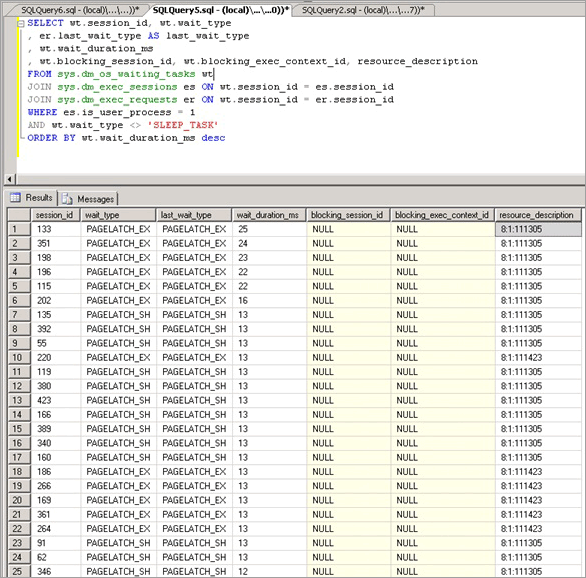 SQLQuery6.sql - (local)\...\...))* SQLQuery5.sql - (local)\...\...0))* SQLQuery2.sql - (local)\...\...7))*
SELECT wt.session_id, wt.wait_type
, er.last_wait_type AS last_wait_type
, wt.wait_duration_ms
, wt.blocking_session_id, wt.blocking_exec_context_id, resource_description
FROM sys.dm_os_waiting_tasks wt
JOIN sys.dm_exec_sessions es ON wt.session_id = es.session_id
JOIN sys.dm_exec_requests er ON wt.session_id = er.session_id
WHERE es.is_user_process = 1
AND wt.wait_type <> 'SLEEP_TASK'
ORDER BY wt.wait_duration_ms desc
Results Messages
session_id wait_type last_wait_type wait_duration_ms blocking_session_id blocking_exec_context_id resource_description
1 133 PAGELATCH_EX PAGELATCH_EX 25 NULL NULL 8:1:111305
2 351 PAGELATCH_EX PAGELATCH_EX 24 NULL NULL 8:1:111305
3 198 PAGELATCH_EX PAGELATCH_EX 23 NULL NULL 8:1:111305
4 196 PAGELATCH_EX PAGELATCH_EX 22 NULL NULL 8:1:111305
5 115 PAGELATCH_EX PAGELATCH_EX 22 NULL NULL 8:1:111305
6 202 PAGELATCH_EX PAGELATCH_EX 16 NULL NULL 8:1:111305
7 135 PAGELATCH_SH PAGELATCH_SH 13 NULL NULL 8:1:111305
8 392 PAGELATCH_SH PAGELATCH_SH 13 NULL NULL 8:1:111305
9 55 PAGELATCH_SH PAGELATCH_SH 13 NULL NULL 8:1:111305
10 220 PAGELATCH_EX PAGELATCH_EX 13 NULL NULL 8:1:111423
11 119 PAGELATCH_SH PAGELATCH_SH 13 NULL NULL 8:1:111305
12 380 PAGELATCH_SH PAGELATCH_SH 13 NULL NULL 8:1:111305
13 423 PAGELATCH_SH PAGELATCH_SH 13 NULL NULL 8:1:111305
14 166 PAGELATCH_SH PAGELATCH_SH 13 NULL NULL 8:1:111305
15 389 PAGELATCH_SH PAGELATCH_SH 13 NULL NULL 8:1:111305
16 340 PAGELATCH_SH PAGELATCH_SH 13 NULL NULL 8:1:111305
17 160 PAGELATCH_SH PAGELATCH_SH 13 NULL NULL 8:1:111305
18 186 PAGELATCH_EX PAGELATCH_EX 13 NULL NULL 8:1:111423
19 266 PAGELATCH_EX PAGELATCH_EX 13 NULL NULL 8:1:111423
20 169 PAGELATCH_EX PAGELATCH_EX 13 NULL NULL 8:1:111423
21 361 PAGELATCH_EX PAGELATCH_EX 13 NULL NULL 8:1:111423
22 264 PAGELATCH_EX PAGELATCH_EX 13 NULL NULL 8:1:111423
23 91 PAGELATCH_SH PAGELATCH_SH 13 NULL NULL 8:1:111305
24 62 PAGELATCH_SH PAGELATCH_SH 13 NULL NULL 8:1:111305
25 346 PAGELATCH_SH PAGELATCH_SH 12 NULL NULL 8:1:111305